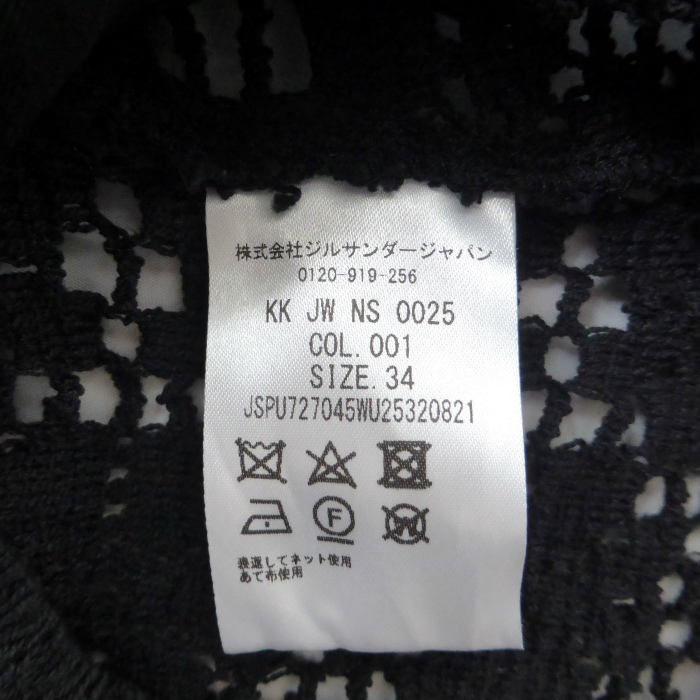 株式会社ジルサンダージャパン
0120-919-256
KK JW NS 0025
COL. 001
SIZE. 34
JSPU727045WU25320821
F
W
裏返してネット使用
あて布使用